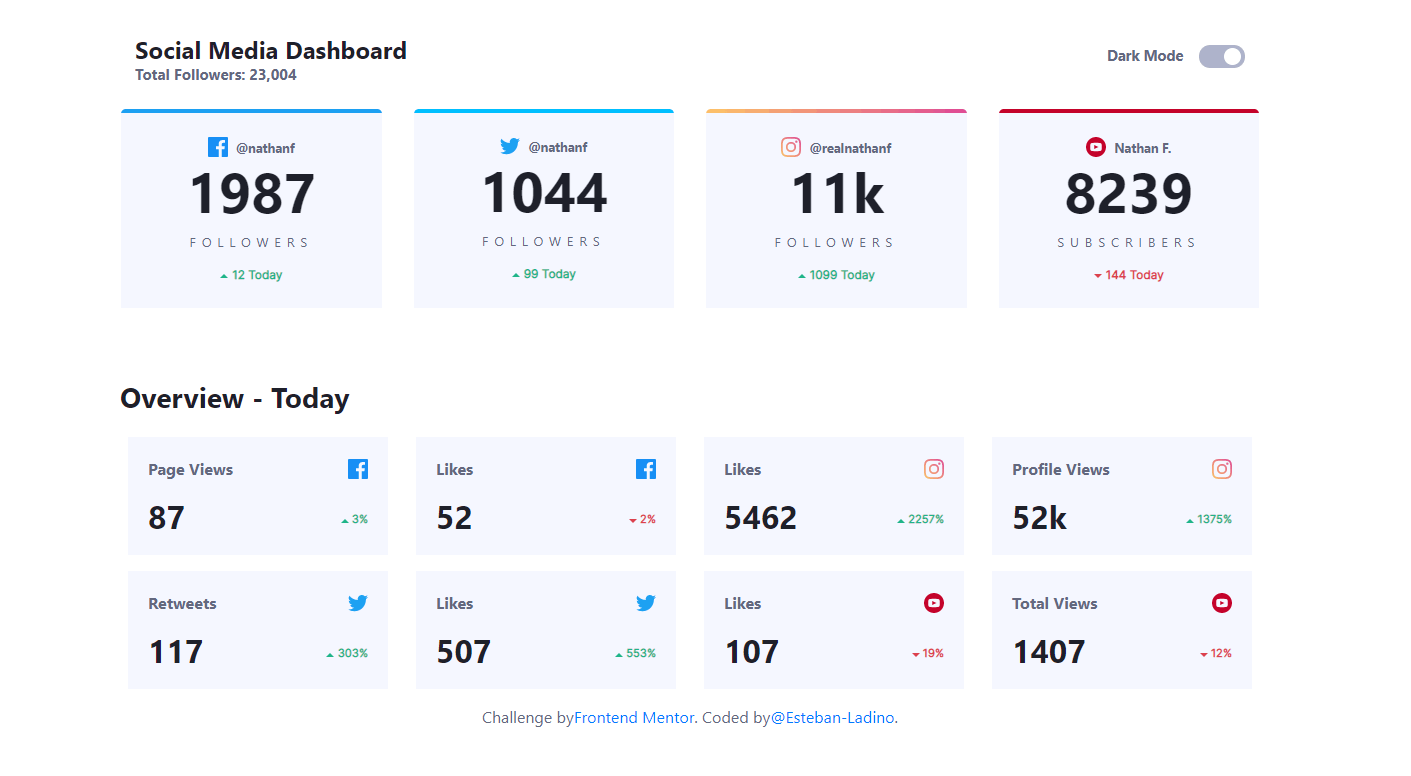 Social Media Dashboard
Total Followers: 23,004
Dark Mode
@nathanf
1987
FOLLOWERS
12 Today
@nathanf
1044
FOLLOWERS
99 Today
@realnathanf
11k
FOLLOWERS
1099 Today
Nathan F.
8239
SUBSCRIBERS
144 Today
Overview - Today
Page Views
87
3%
Likes
52
2%
Likes
5462
2257%
Profile Views
52k
1375%
Retweets
117
303%
Likes
507
553%
Likes
107
19%
Total Views
1407
12%
Challenge byFrontend Mentor. Coded by@Esteban-Ladino.